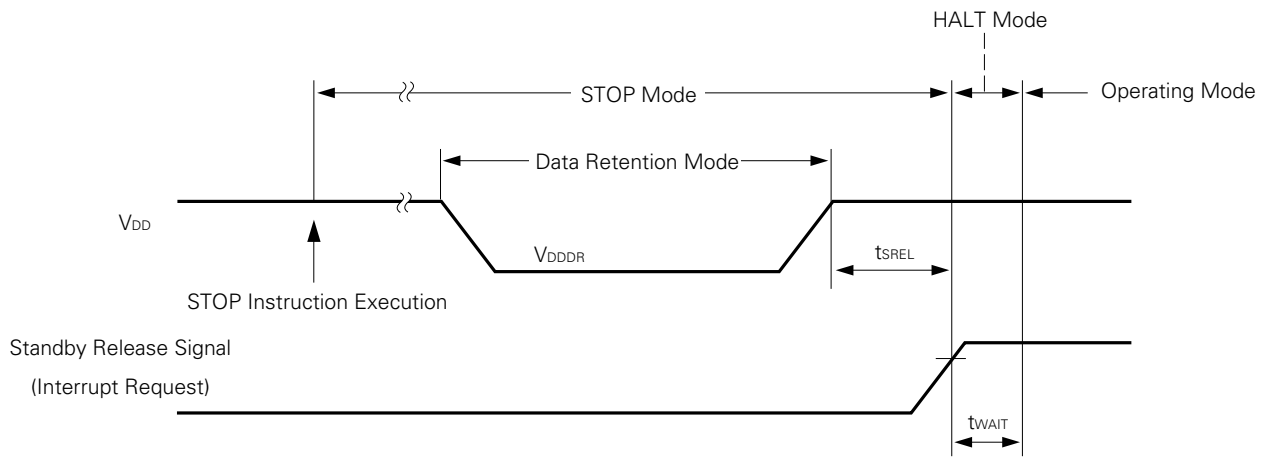 HALT Mode
STOP Mode
Operating Mode
Data Retention Mode
VDD
VDDDR
tSREL
STOP Instruction Execution
Standby Release Signal
(Interrupt Request)
tWAIT